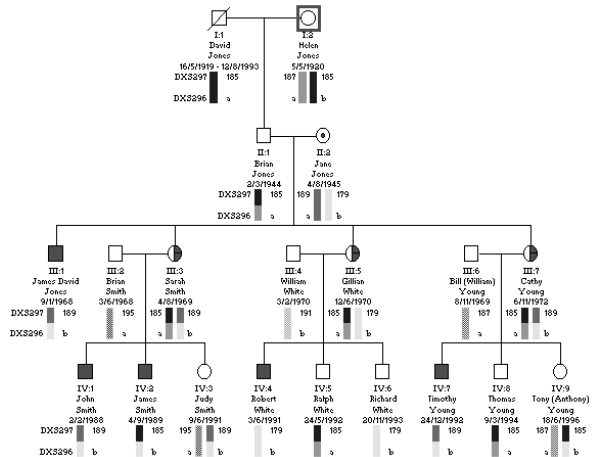 I:1 I:2
David Helen
Jones Jones
16/5/1919 - 12/8/1993 5/5/1920
DXS297 185 187 185
DXS296 a a b
II:1 II:2
Brian Jane
Jones Jones
2/3/1944 4/8/1945
DXS297 185 189 179
DXS296 a a b
III:1 III:2 III:3 III:4 III:5 III:6 III:7
James David Brian Sarah William Gillian Bill (William) Cathy
Jones Smith Smith White White Young Young
9/1/1968 3/6/1968 4/8/1969 3/2/1970 12/6/1970 8/11/1969 6/11/1972
DXS297 189 195 185 189 191 185 179 187 185 189
DXS296 b a a b b a b a a b
IV:1 IV:2 IV:3 IV:4 IV:5 IV:6 IV:7 IV:8 IV:9
John James Judy Robert Ralph Richard Timothy Thomas Tony (Anthony)
Smith Smith Smith White White White Young Young Young
2/2/1988 4/9/1989 9/6/1991 3/6/1991 24/5/1992 20/11/1993 24/12/1992 9/3/1994 18/6/1996
DXS297 189 185 195 189 179 185 179 189 185 187 185
DXS296 b a a b b a b b a a b